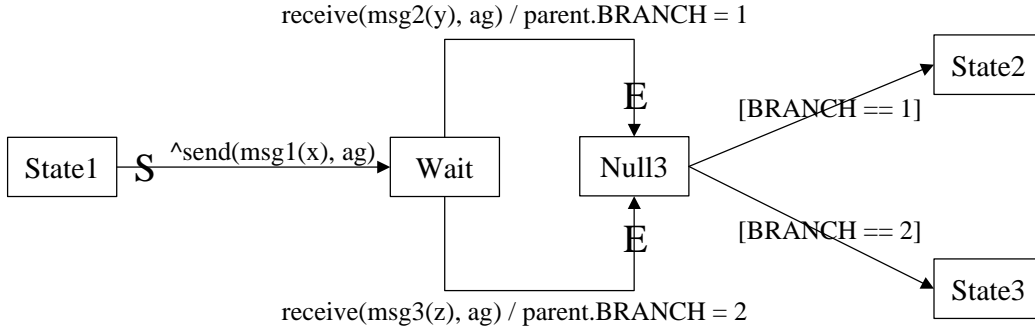 receive(msg2(y), ag) / parent.BRANCH = 1
State2
E
[BRANCH == 1]
State1
S
^send(msg1(x), ag)
Wait
Null3
E
[BRANCH == 2]
State3
receive(msg3(z), ag) / parent.BRANCH = 2